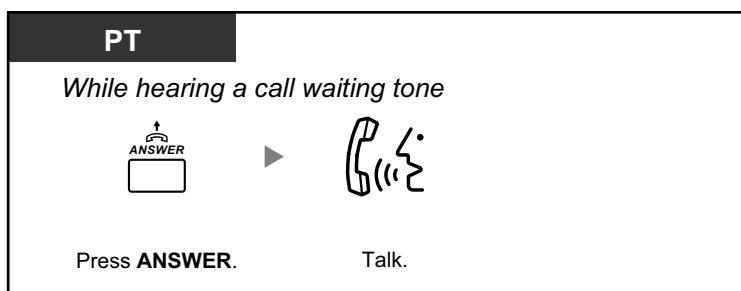 PT
While hearing a call waiting tone
ANSWER
Press ANSWER.
Talk.